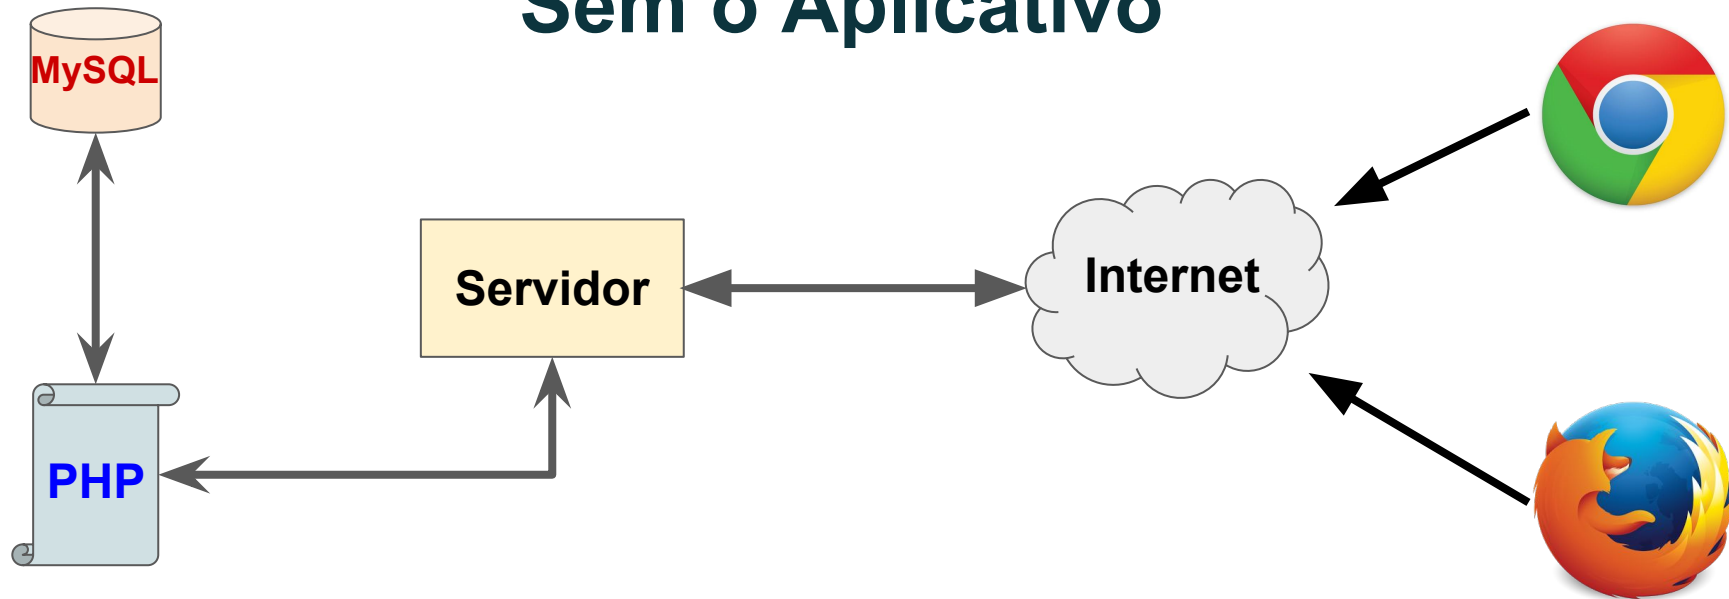 Sem o Aplicativo
MySQL
Servidor
Internet
PHP